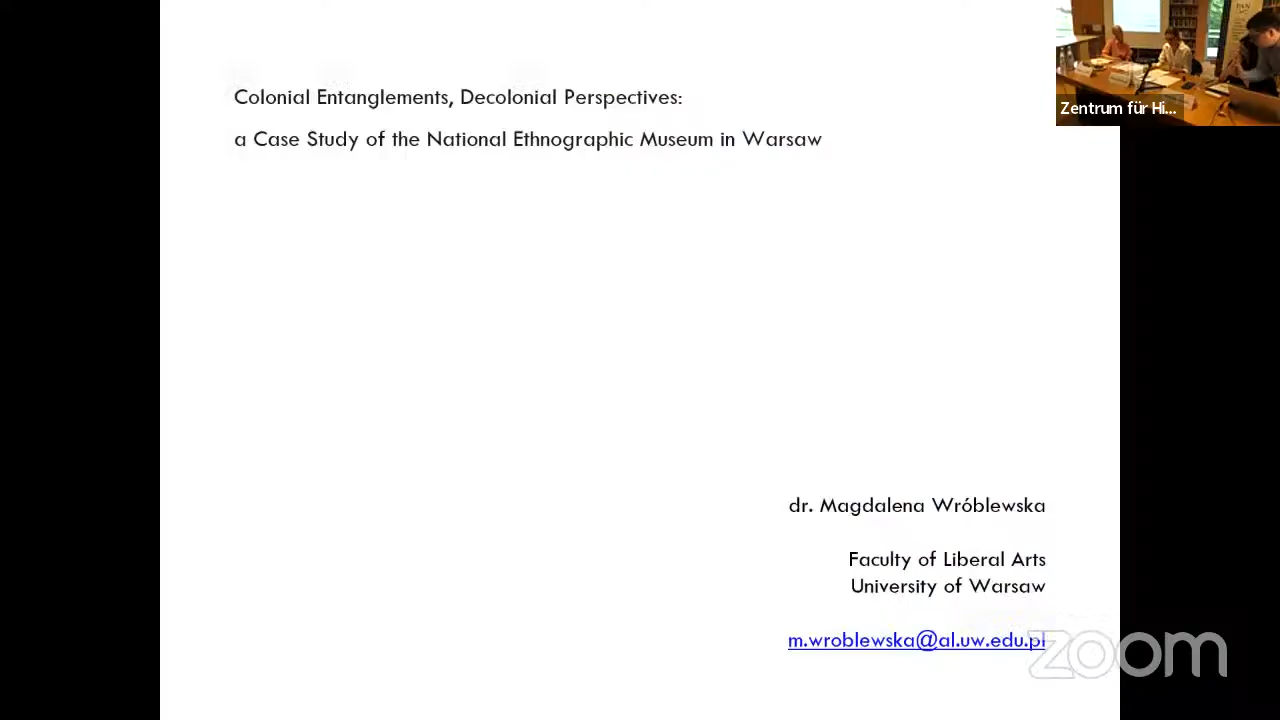 Colonial Entanglements, Decolonial Perspectives:
a Case Study of the National Ethnographic Museum in Warsaw
Zentrum für Hi...
dr. Magdalena Wróblewska
Faculty of Liberal Arts
University of Warsaw
m.wroblewska@al.uw.edu.pl
zoom
PAN